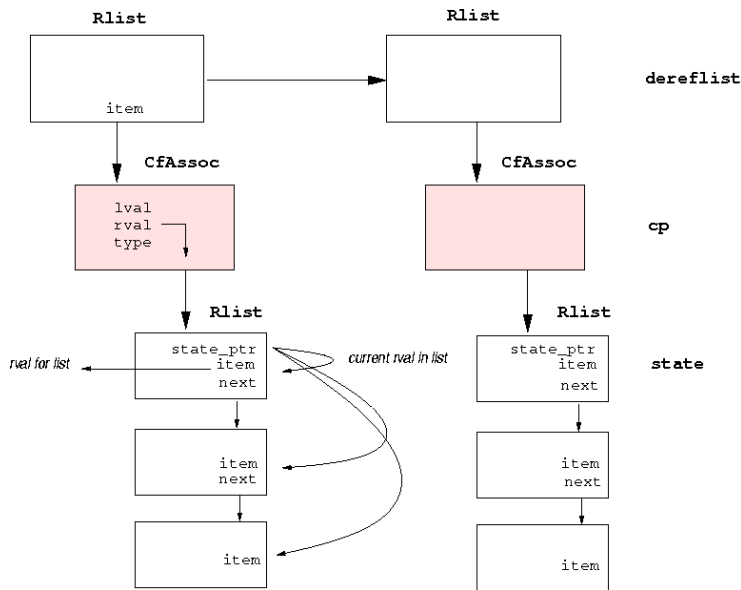 Rlist
Rlist
item
dereflist
CfAssoc
CfAssoc
lval
rval
type
cp
Rlist
Rlist
state_ptr
item
next
rval for list
current rval in list
state_ptr
item
next
state
item
next
item
next
item
item